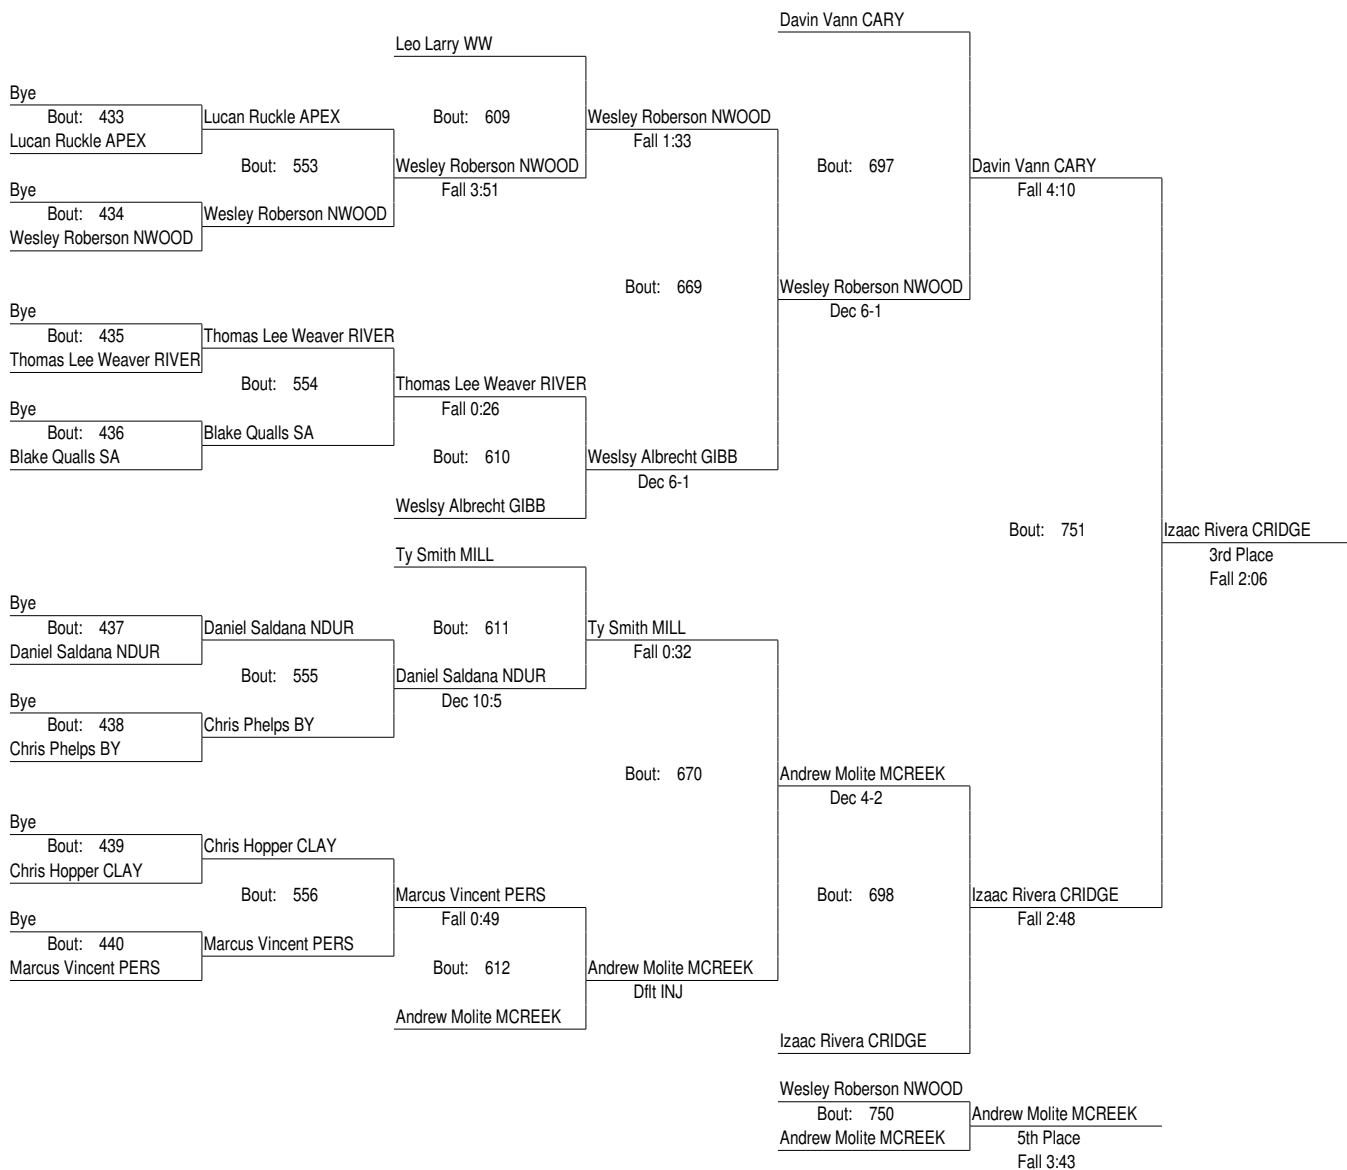 Davin Vann CARY
Leo Larry WW
Bye
Bout: 433
Lucan Ruckle APEX
Lucan Ruckle APEX
Bout: 609
Wesley Roberson NWOOD
Fall 1:33
Bout: 553
Wesley Roberson NWOOD
Fall 3:51
Bout: 697
Davin Vann CARY
Fall 4:10
Bye
Bout: 434
Wesley Roberson NWOOD
Wesley Roberson NWOOD
Bout: 669
Wesley Roberson NWOOD
Dec 6-1
Bye
Bout: 435
Thomas Lee Weaver RIVER
Thomas Lee Weaver RIVER
Bout: 554
Thomas Lee Weaver RIVER
Fall 0:26
Bye
Bout: 436
Blake Qualls SA
Blake Qualls SA
Bout: 610
Weslsy Albrecht GIBB
Dec 6-1
Weslsy Albrecht GIBB
Bout: 751
Izaac Rivera CRIDGE
3rd Place
Fall 2:06
Ty Smith MILL
Bye
Bout: 437
Daniel Saldana NDUR
Daniel Saldana NDUR
Bout: 611
Ty Smith MILL
Fall 0:32
Bout: 555
Daniel Saldana NDUR
Dec 10:5
Bye
Bout: 438
Chris Phelps BY
Chris Phelps BY
Bout: 670
Andrew Molite MCREEK
Dec 4-2
Bye
Bout: 439
Chris Hopper CLAY
Chris Hopper CLAY
Bout: 556
Marcus Vincent PERS
Fall 0:49
Bout: 698
Izaac Rivera CRIDGE
Fall 2:48
Bye
Bout: 440
Marcus Vincent PERS
Marcus Vincent PERS
Bout: 612
Andrew Molite MCREEK
Dflt INJ
Andrew Molite MCREEK
Izaac Rivera CRIDGE
Wesley Roberson NWOOD
Bout: 750
Andrew Molite MCREEK
Andrew Molite MCREEK
5th Place
Fall 3:43